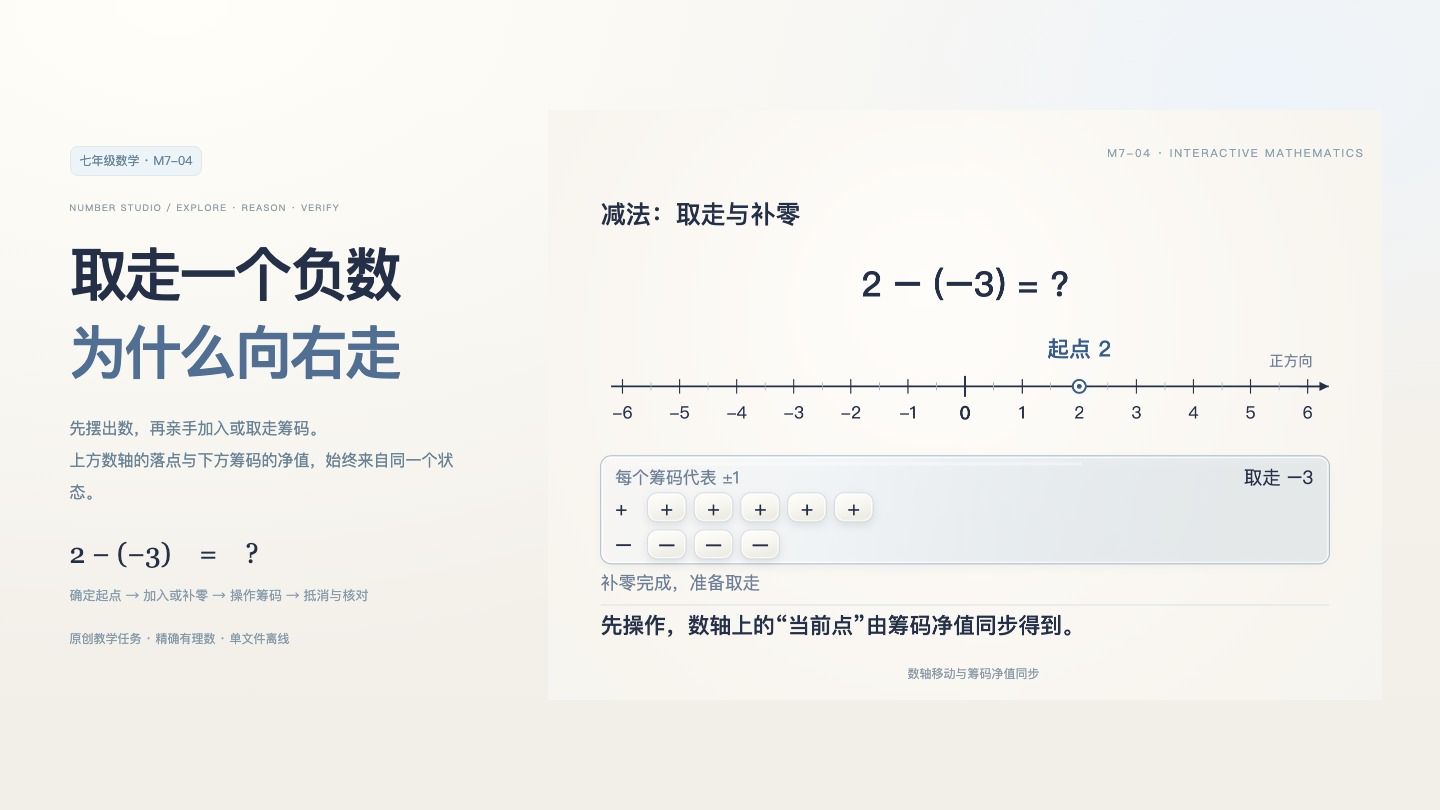 七年级数学 · M7–04
NUMBER STUDIO / EXPLORE · REASON · VERIFY
取走一个负数
为什么向右走
先摆出数，再亲手加入或取走筹码。
上方数轴的落点与下方筹码的净值，始终来自同一个状
态。
2 − (−3) = ?
确定起点 → 加入或补零 → 操作筹码 → 抵消与核对
原创教学任务 · 精确有理数 · 单文件离线
M7–04 · INTERACTIVE MATHEMATICS
减法：取走与补零
2 − (−3) = ?
起点 2
正方向
−6 −5 −4 −3 −2 −1 0 1 2 3 4 5 6
每个筹码代表 ±1 取走 −3
+ + + + + +
− − − −
补零完成，准备取走
先操作，数轴上的“当前点”由筹码净值同步得到。
数轴移动与筹码净值同步